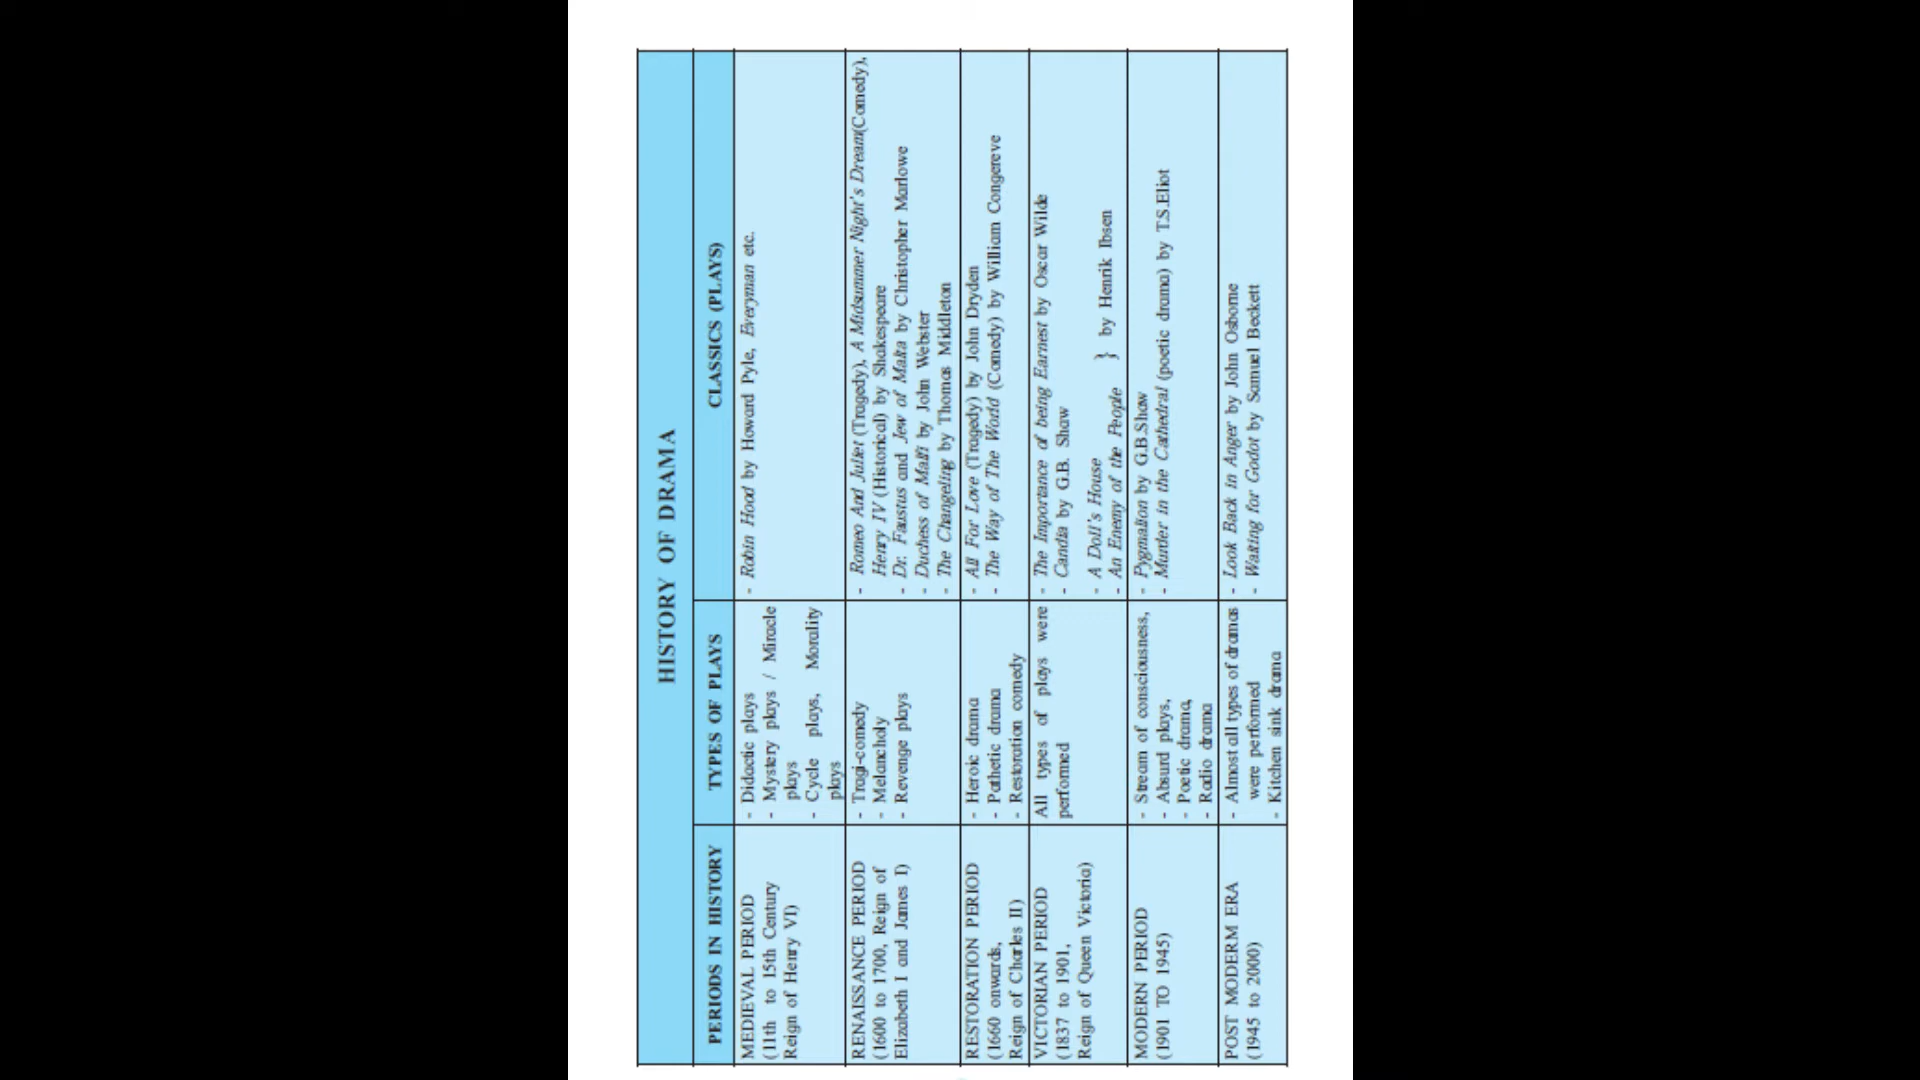 HISTORY OF DRAMA
PERIODS IN HISTORY
TYPES OF PLAYS
CLASSICS (PLAYS)
MEDIEVAL PERIOD
(11th to 15th Century
Reign of Henry VI)
- Didactic plays
- Mystery plays / Miracle
plays
- Cycle plays, Morality
plays
- Robin Hood by Howard Pyle, Everyman etc.
RENAISSANCE PERIOD
(1600 to 1700, Reign of
Elizabeth I and James I)
- Tragi-comedy
- Melancholy
- Revenge plays
- Romeo And Juliet (Tragedy), A Midsummer Night's Dream(Comedy),
Henry IV (Historical) by Shakespeare
- Dr. Faustus and Jew of Malta by Christopher Marlowe
- Duchess of Malfi by John Webster
- The Changeling by Thomas Middleton
RESTORATION PERIOD
(1660 onwards,
Reign of Charles II)
- Heroic drama
- Pathetic drama
- Restoration comedy
- All For Love (Tragedy) by John Dryden
- The Way of The World (Comedy) by William Congereve
VICTORIAN PERIOD
(1837 to 1901,
Reign of Queen Victoria)
All types of plays were
performed
- The Importance of being Earnest by Oscar Wilde
- Candia by G.B. Shaw
- A Doll's House
- An Enemy of the People } by Henrik Ibsen
MODERN PERIOD
(1901 TO 1945)
- Stream of consciousness,
- Absurd plays,
- Poetic drama,
- Radio drama
- Pygmalion by G.B.Shaw
- Murder in the Cathedral (poetic drama) by T.S.Eliot
POST MODERM ERA
(1945 to 2000)
- Almost all types of dramas
were performed
- Kitchen sink drama
- Look Back in Anger by John Osborne
- Waiting for Godot by Samuel Beckett